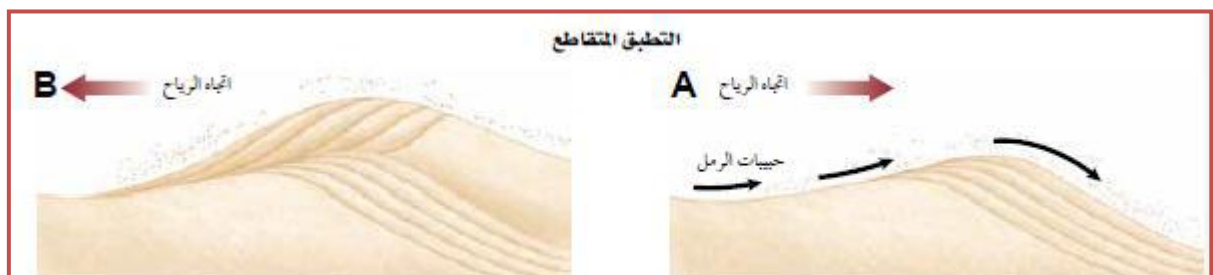 التطبق المتقاطع
A
اتجاه الرياح
حبيبات الرمل
B
اتجاه الرياح